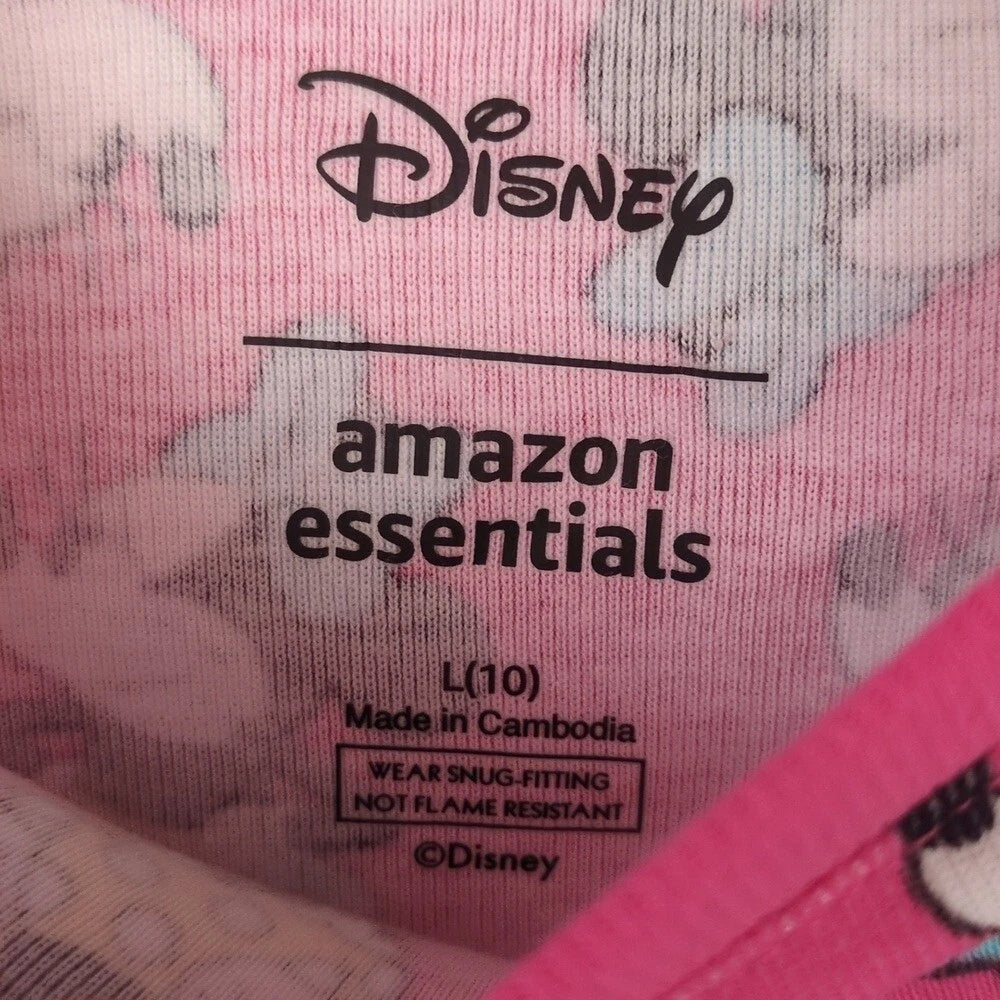 Disney
amazon
essentials
L(10)
Made in Cambodia
WEAR SNUG-FITTING
NOT FLAME RESISTANT
©Disney